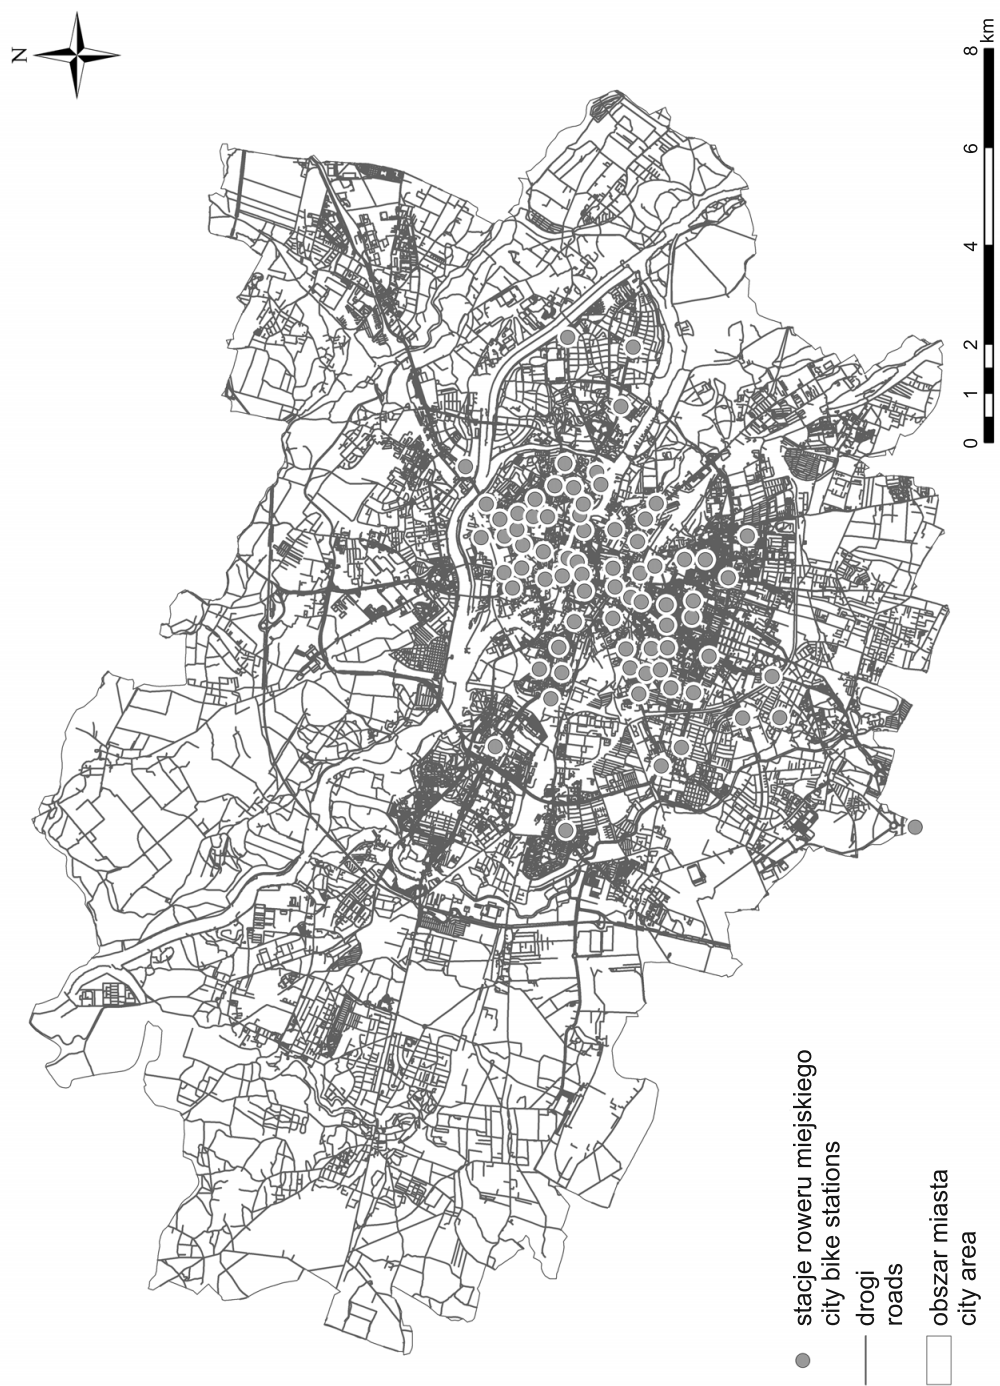 N
0 1 2 4 6 8
km
stacje roweru miejskiego
city bike stations
drogi
roads
obszar miasta
city area